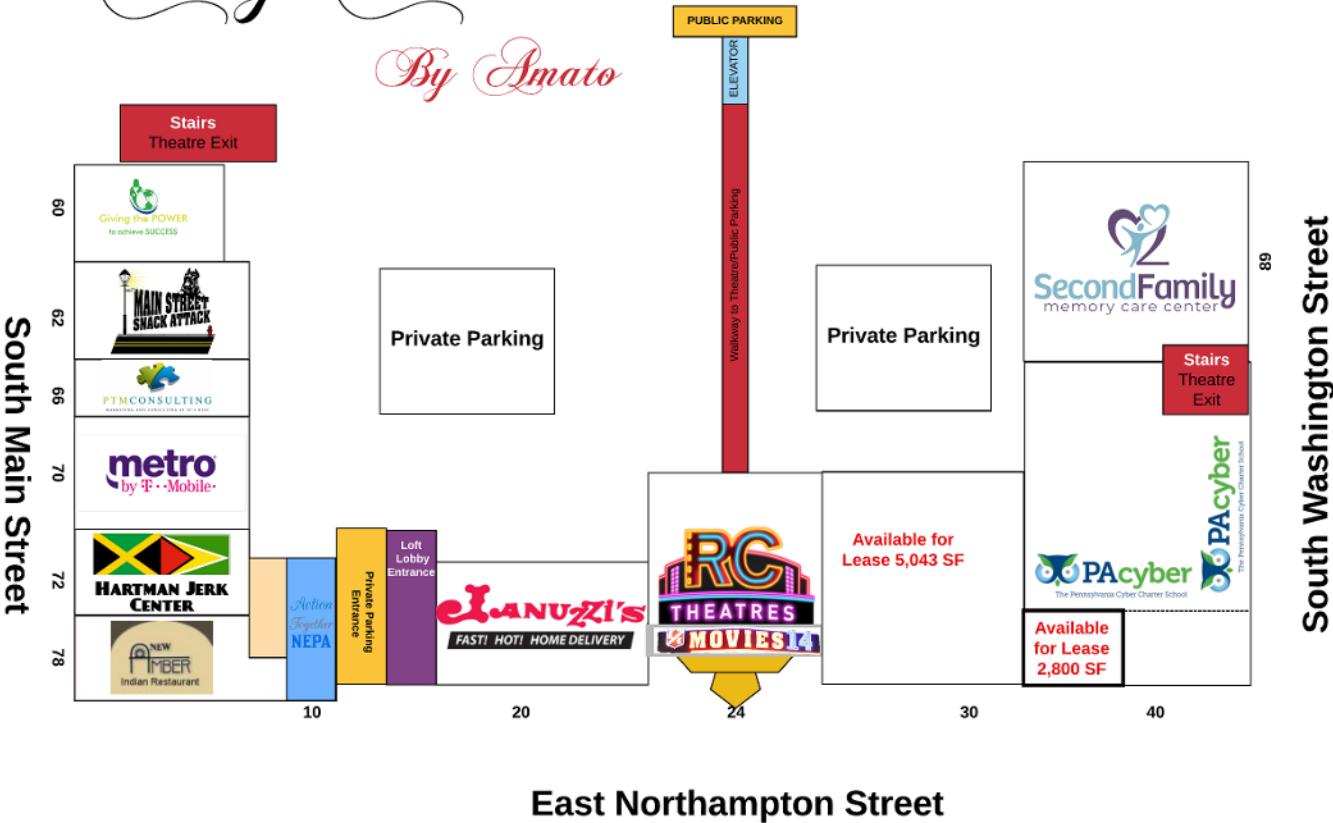 PUBLIC PARKING
By Amato
ELEVATOR
Stairs
Theatre Exit
Walkway to Theatre/Public Parking
60
Giving the POWER
to achieve SUCCESS
62
MAIN STREET
SNACK ATTACK
66
PTMCONSULTING
70
metro
by T-Mobile
72
HARTMAN JERK
CENTER
78
NEW
AMBER
Indian Restaurant
South Main Street
Private Parking
Private Parking
Action
Together
NEPA
Private Parking
Entrance
Loft
Lobby
Entrance
JANUZZI'S
FAST! HOT! HOME DELIVERY
RC
THEATRES
MOVIES 14
Available for
Lease 5,043 SF
SecondFamily
memory care center
89
Stairs
Theatre
Exit
PAcyber
The Pennsylvania Cyber Charter School
PAcyber
The Pennsylvania Cyber Charter School
Available
for Lease
2,800 SF
South Washington Street
10
20
24
30
40
East Northampton Street